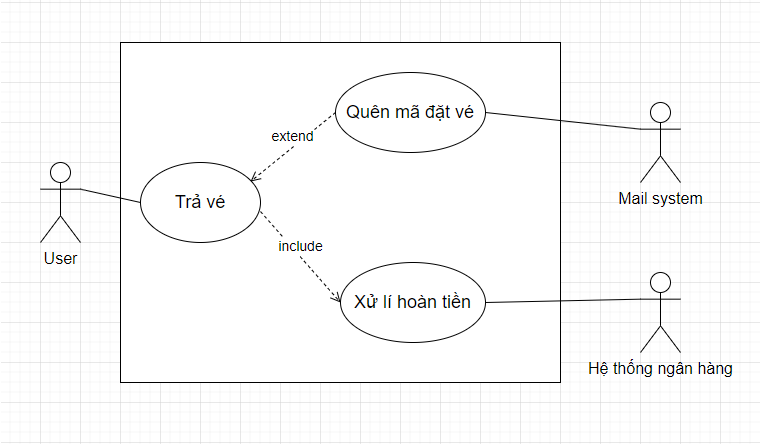 Quên mã đặt vé
extend
Trả vé
Mail system
include
User
Xử lí hoàn tiền
Hệ thống ngân hàng